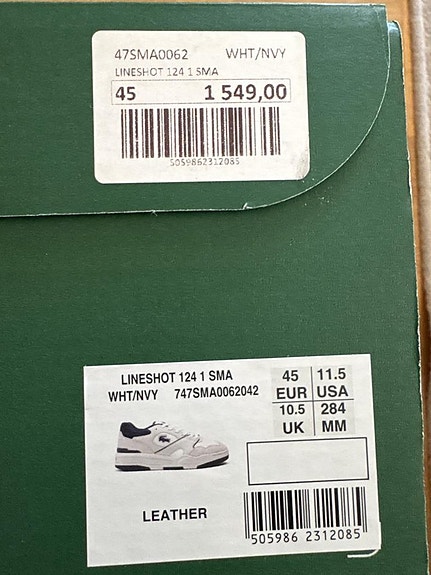 47SMA0062 WHT/NVY
LINESHOT 124 1 SMA
45 1 549,00
5059862312085
LINESHOT 124 1 SMA
WHT/NVY 747SMA0062042
45 EUR 11.5 USA
10.5 UK 284 MM
LEATHER
505986 2312085